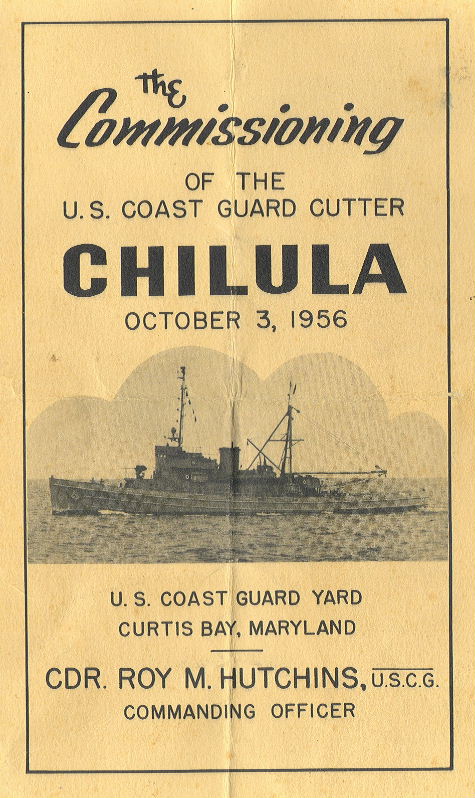 the
Commissioning
OF THE
U.S. COAST GUARD CUTTER
CHILULA
OCTOBER 3, 1956
U.S. COAST GUARD YARD
CURTIS BAY, MARYLAND
CDR. ROY M. HUTCHINS, U.S.C.G.
COMMANDING OFFICER